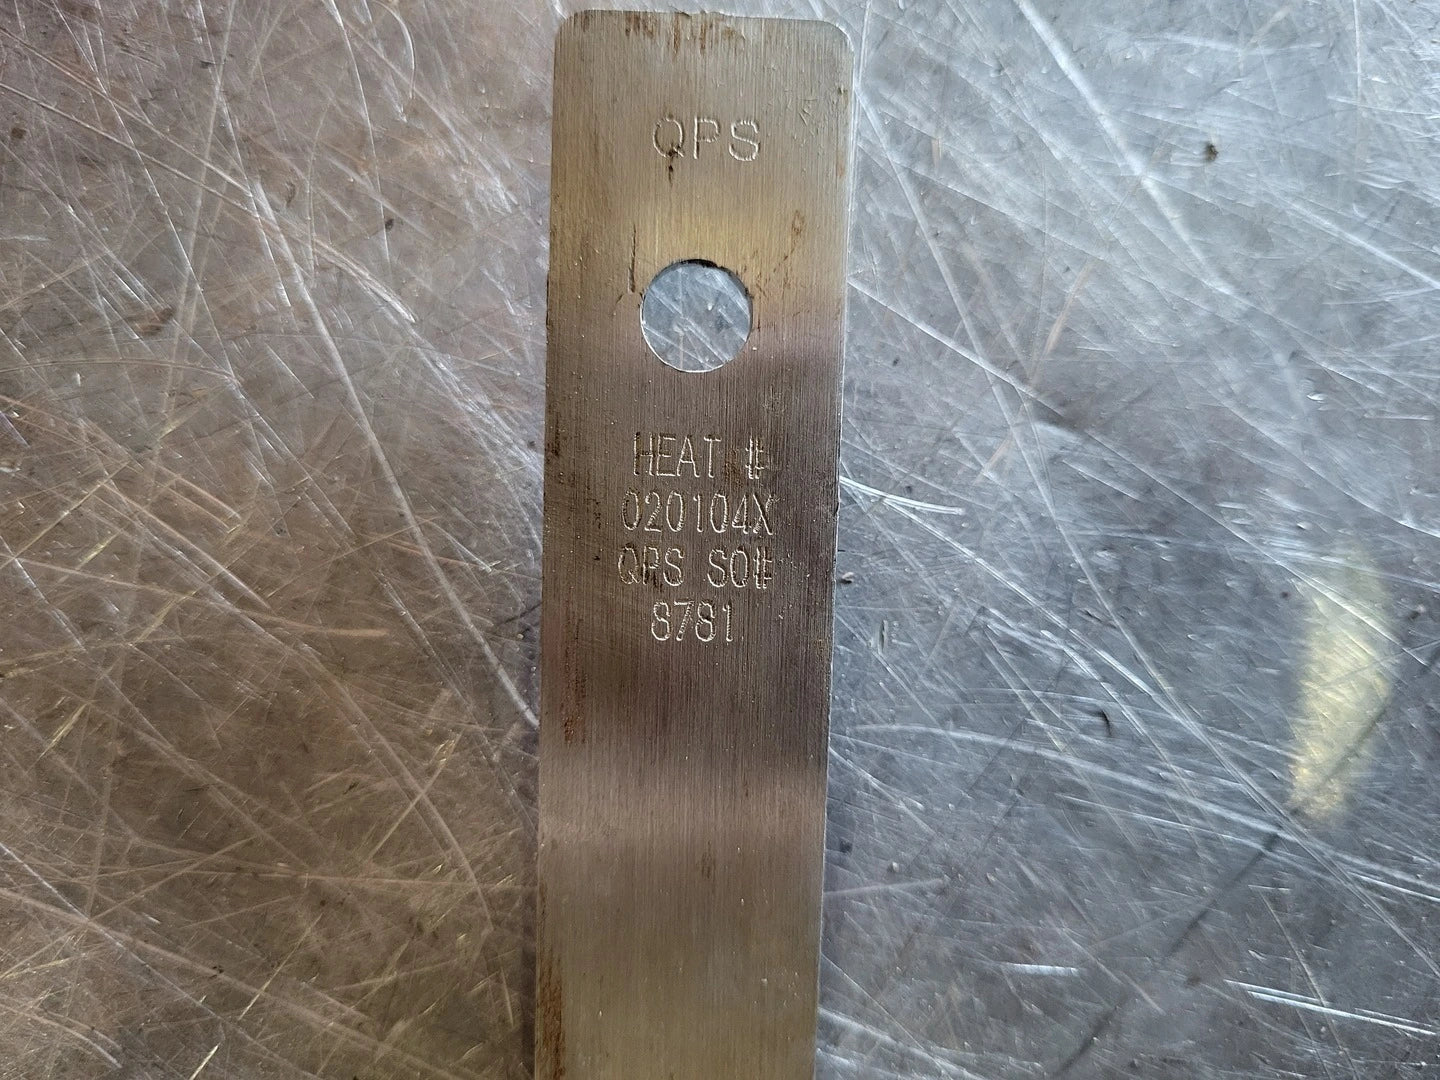 QPS
HEAT #
020104X
QPS SO#
8781